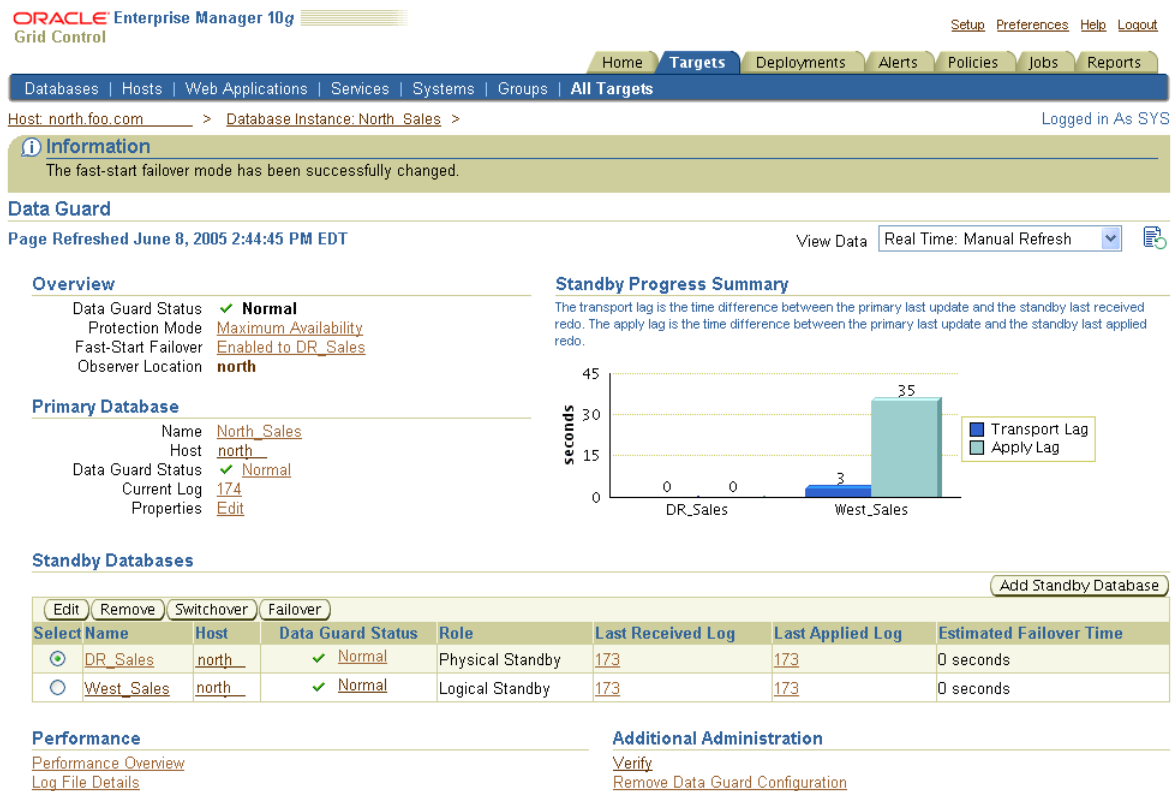 ORACLE Enterprise Manager 10g
Grid Control
Setup Preferences Help Logout
Home Targets Deployments Alerts Policies Jobs Reports
Databases | Hosts | Web Applications | Services | Systems | Groups | All Targets
Host: north.foo.com > Database Instance: North_Sales > Logged in As SYS
Information
The fast-start failover mode has been successfully changed.
Data Guard
Page Refreshed June 8, 2005 2:44:45 PM EDT
View Data Real Time: Manual Refresh
Overview
Data Guard Status Normal
Protection Mode Maximum Availability
Fast-Start Failover Enabled to DR_Sales
Observer Location north
Primary Database
Name North_Sales
Host north
Data Guard Status Normal
Current Log 174
Properties Edit
Standby Progress Summary
The transport lag is the time difference between the primary last update and the standby last received
redo. The apply lag is the time difference between the primary last update and the standby last applied
redo.
seconds
45
30
15
0
0 0 3 35
DR_Sales West_Sales
Transport Lag
Apply Lag
Standby Databases
Add Standby Database
Edit Remove Switchover Failover
Select Name Host Data Guard Status Role Last Received Log Last Applied Log Estimated Failover Time
DR_Sales north Normal Physical Standby 173 173 0 seconds
West_Sales north Normal Logical Standby 173 173 0 seconds
Performance
Performance Overview
Log File Details
Additional Administration
Verify
Remove Data Guard Configuration